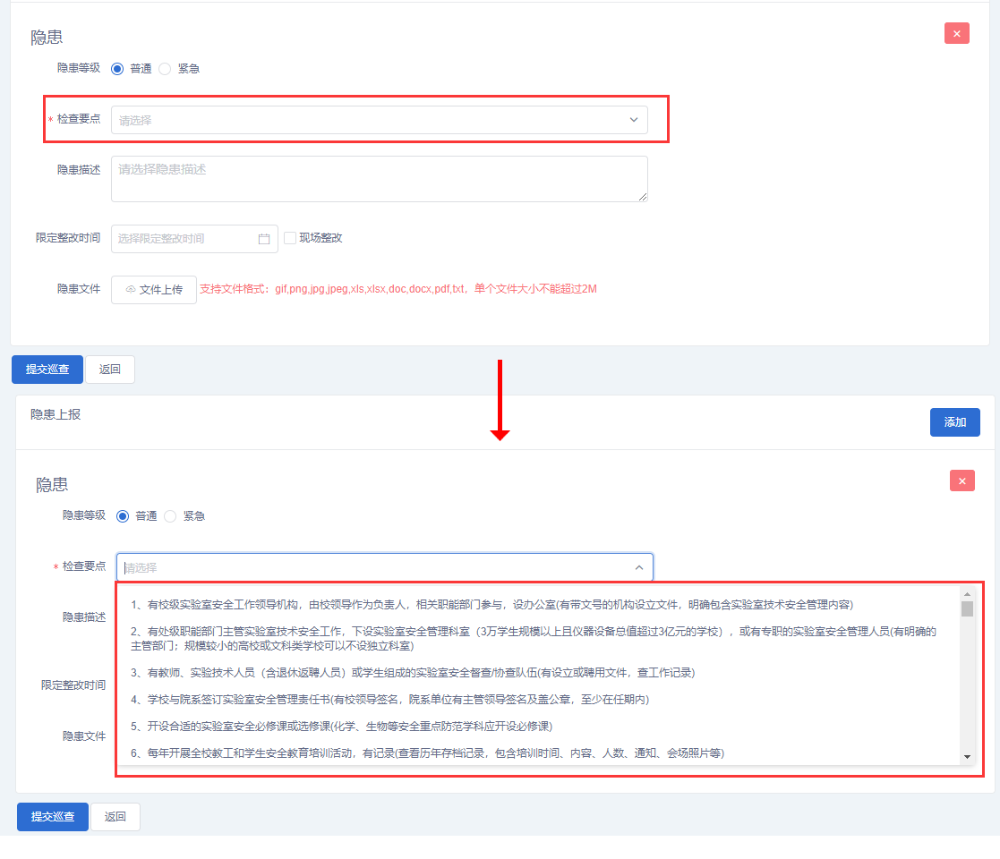 隐患
隐患等级 普通 紧急
* 检查要点 请选择
隐患描述 请选择隐患描述
限定整改时间 选择限定整改时间 现场整改
隐患文件 文件上传 支持文件格式：gif,png,jpg,jpeg,xls,xlsx,doc,docx,pdf,txt，单个文件大小不能超过2M
提交巡查 返回
隐患上报 添加
隐患
隐患等级 普通 紧急
* 检查要点 请选择
1、有校级实验室安全工作领导机构，由校领导作为负责人，相关职能部门参与，设办公室(有带文号的机构设立文件，明确包含实验室技术安全管理内容)
隐患描述
2、有处级职能部门主管实验室技术安全工作，下设实验室安全管理科室（3万学生规模以上且仪器设备总值超过3亿元的学校），或有专职的实验室安全管理人员(有明确的
主管部门；规模较小的高校或文科类学校可以不设独立科室)
3、有教师、实验技术人员（含退休返聘人员）或学生组成的实验室安全督查/协查队伍(有设立或聘用文件，查工作记录)
限定整改时间
4、学校与院系签订实验室安全管理责任书(有校领导签名，院系单位有主管领导签名及盖公章，至少在任期内)
5、开设合适的实验室安全必修课或选修课(化学、生物等安全重点防范学科应开设必修课)
隐患文件
6、每年开展全校教工和学生安全教育培训活动，有记录(查看历年存档记录，包含培训时间、内容、人数、通知、会场照片等)
提交巡查 返回